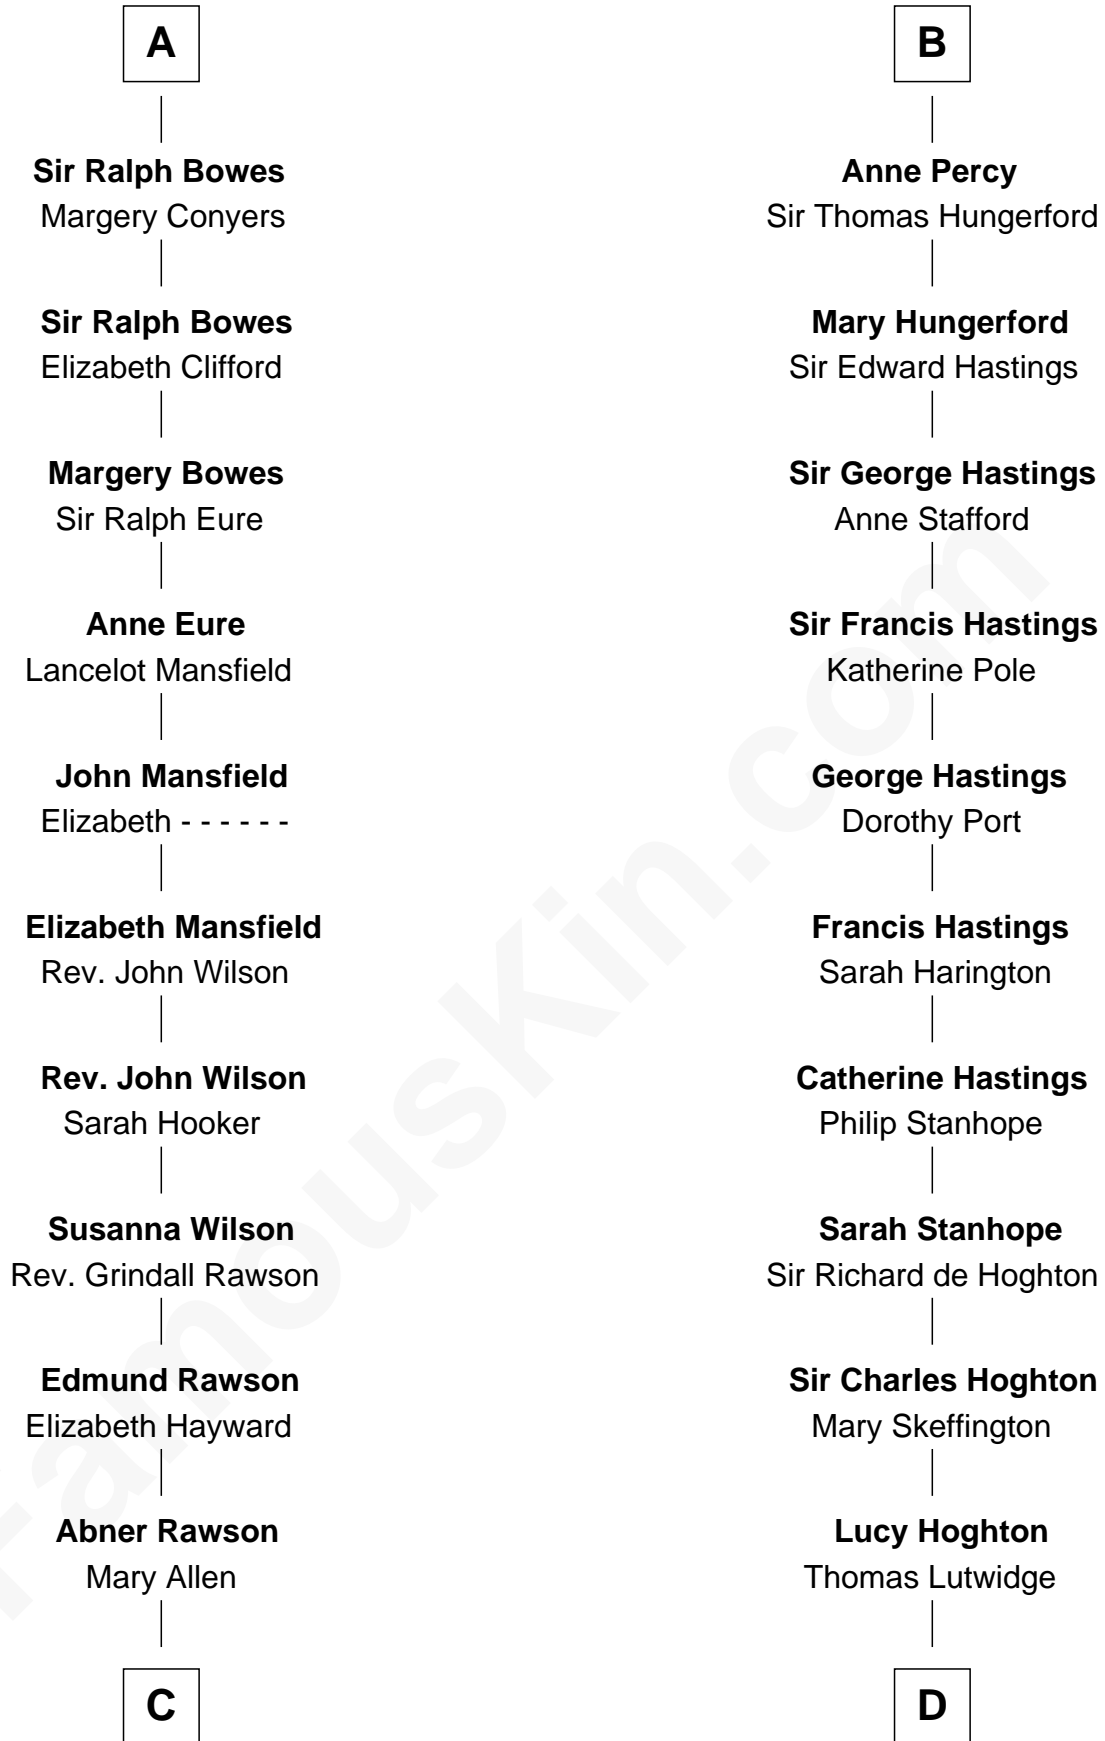 A
Sir Ralph Bowes
Margery Conyers
Sir Ralph Bowes
Elizabeth Clifford
Margery Bowes
Sir Ralph Eure
Anne Eure
Lancelot Mansfield
John Mansfield
Elizabeth - - - - - -
Elizabeth Mansfield
Rev. John Wilson
Rev. John Wilson
Sarah Hooker
Susanna Wilson
Rev. Grindall Rawson
Edmund Rawson
Elizabeth Hayward
Abner Rawson
Mary Allen
C
B
Anne Percy
Sir Thomas Hungerford
Mary Hungerford
Sir Edward Hastings
Sir George Hastings
Anne Stafford
Sir Francis Hastings
Katherine Pole
George Hastings
Dorothy Port
Francis Hastings
Sarah Harington
Catherine Hastings
Philip Stanhope
Sarah Stanhope
Sir Richard de Hoghton
Sir Charles Hoghton
Mary Skeffington
Lucy Hoghton
Thomas Lutwidge
D
FamousKin.com